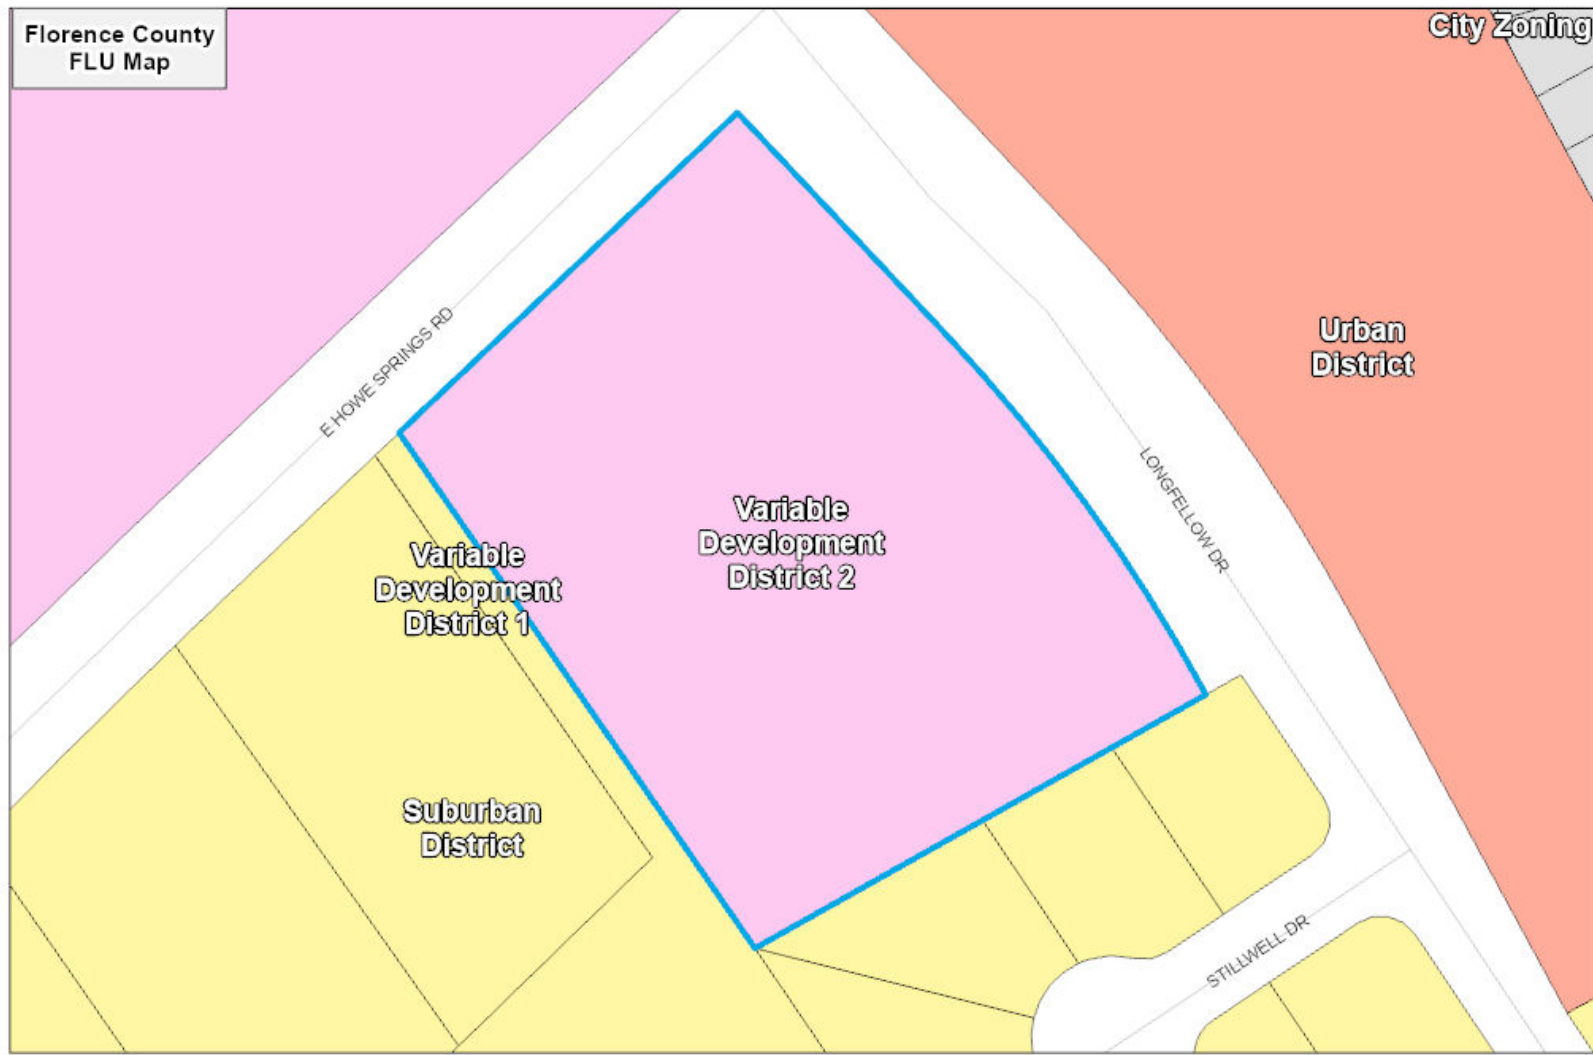 Florence County
FLU Map
City Zoning
E HOWE SPRINGS RD
Urban
District
LONGFELLOW DR
Variable
Development
District 2
Variable
Development
District 1
Suburban
District
STILLWELL DR